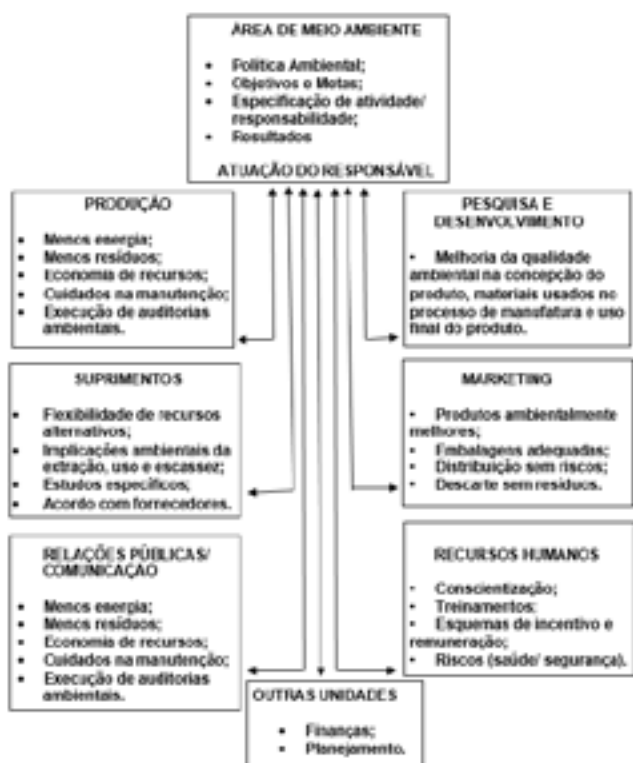 ÁREA DE MEIO AMBIENTE
• Política Ambiental;
• Objetivos e Metas;
• Especificação de atividade/
responsabilidade;
• Resultados
ATUAÇÃO DO RESPONSÁVEL
PRODUÇÃO
• Menos energia;
• Menos resíduos;
• Economia de recursos;
• Cuidados na manutenção;
• Execução de auditorias
ambientais.
PESQUISA E
DESENVOLVIMENTO
• Melhoria da qualidade
ambiental na concepção do
produto, materiais usados no
processo de manufatura e uso
final do produto.
SUPRIMENTOS
• Flexibilidade de recursos
alternativos;
• Implicações ambientais da
extração, uso e escassez;
• Estudos específicos;
• Acordo com fornecedores.
MARKETING
• Produtos ambientalmente
melhores;
• Embalagens adequadas;
• Distribuição sem riscos;
• Descarte sem resíduos.
RELAÇÕES PÚBLICAS/
COMUNICAÇÃO
• Menos energia;
• Menos resíduos;
• Economia de recursos;
• Cuidados na manutenção;
• Execução de auditorias
ambientais.
RECURSOS HUMANOS
• Conscientização;
• Treinamentos;
• Esquemas de incentivo e
remuneração;
• Riscos (saúde/ segurança).
OUTRAS UNIDADES
• Finanças;
• Planejamento.